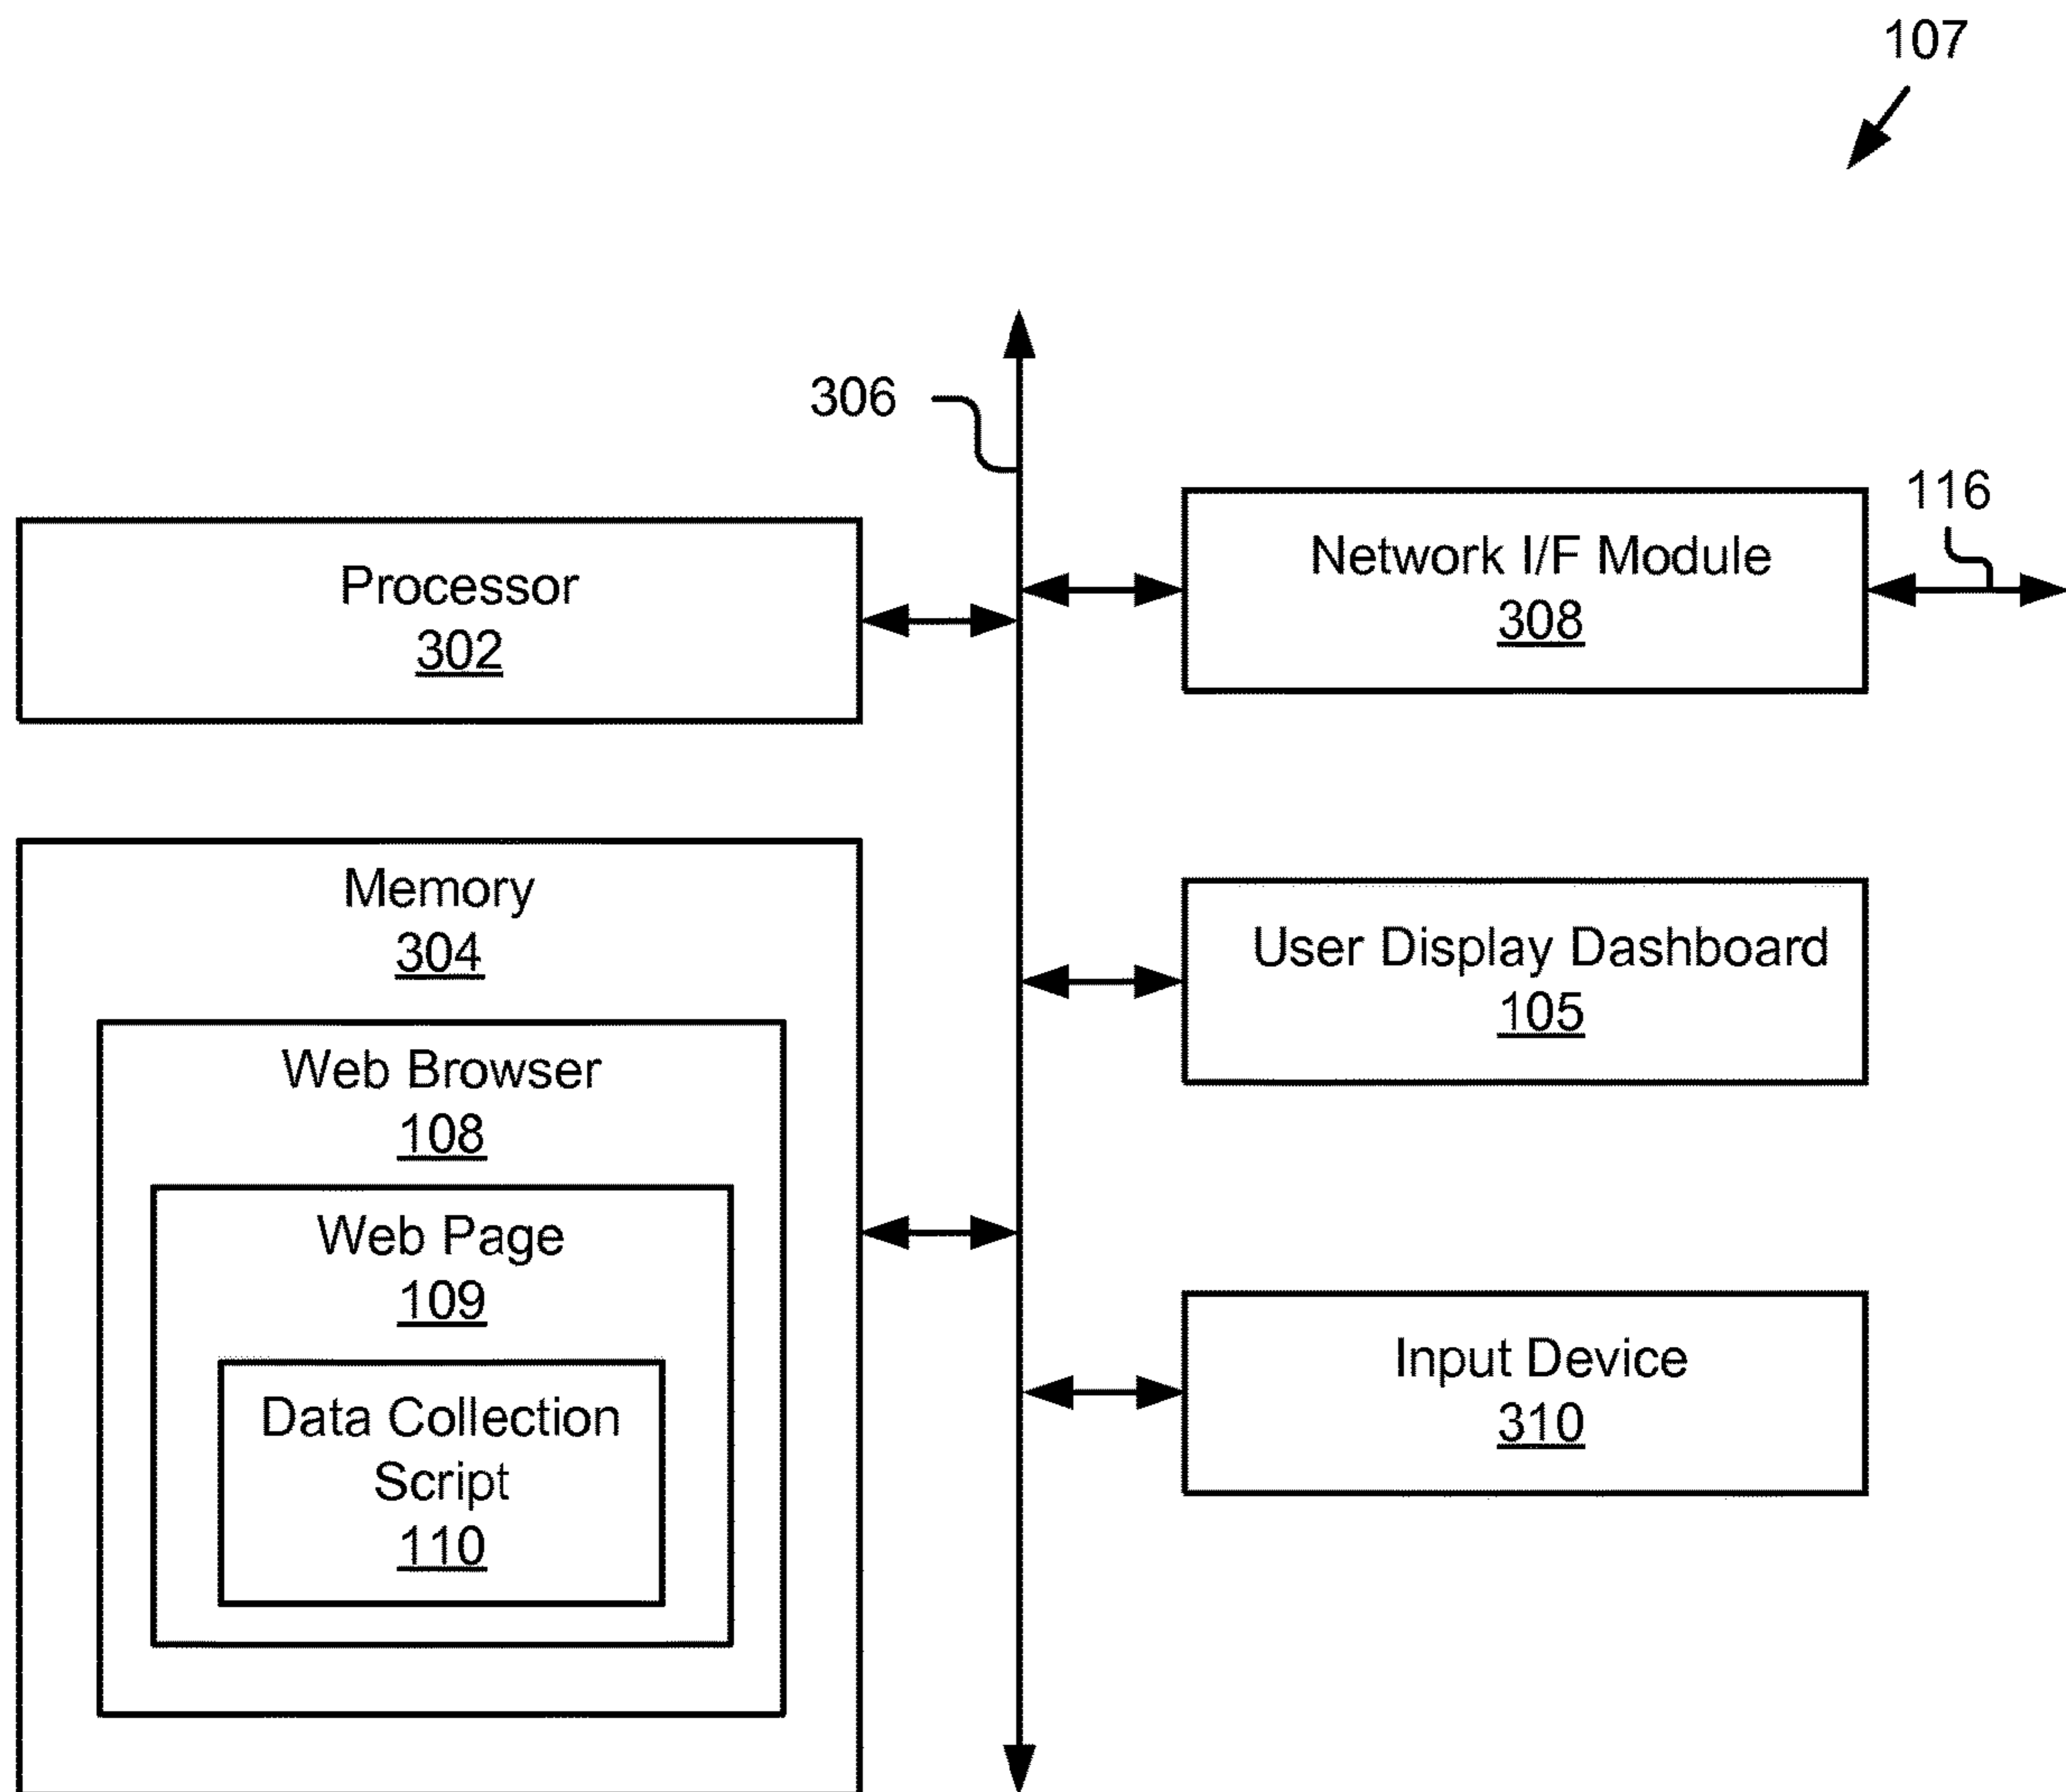 107
306
116
Processor
302
Network I/F Module
308
Memory
304
User Display Dashboard
105
Web Browser
108
Web Page
109
Input Device
310
Data Collection
Script
110